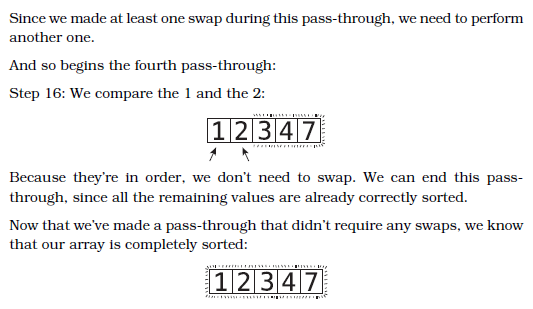 Since we made at least one swap during this pass-through, we need to perform
another one.
And so begins the fourth pass-through:
Step 16: We compare the 1 and the 2:
1 2 3 4 7
Because they're in order, we don't need to swap. We can end this pass-
through, since all the remaining values are already correctly sorted.
Now that we've made a pass-through that didn't require any swaps, we know
that our array is completely sorted:
1 2 3 4 7